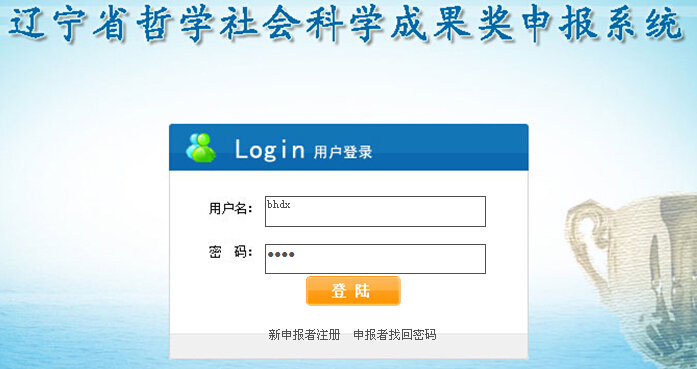 辽宁省哲学社会科学成果奖申报系统
Login 用户登录
用户名： bhdx
密 码： ●●●●
登 陆
新申报者注册 申报者找回密码